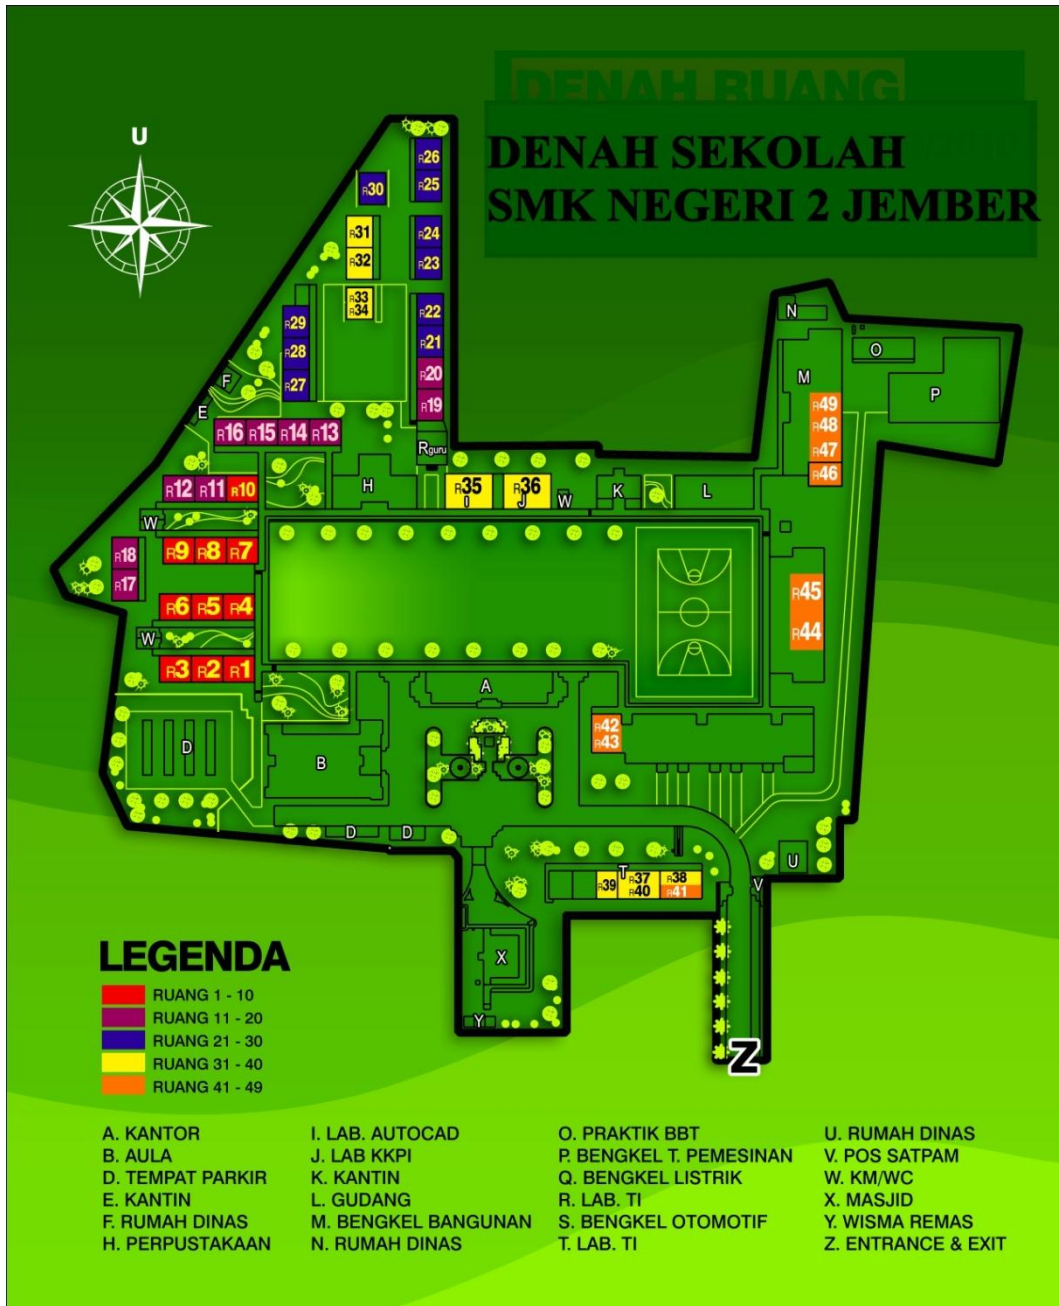 DENAH RUANG
DENAH SEKOLAH
SMK NEGERI 2 JEMBER
U
R26
R25
R30
R24
R23
R31
R32
R33
R34
R22
R21
R20
R19
R29
R28
R27
F
E
R16 R15 R14 R13
Rguru
N
O
M
P
R49
R48
R47
R46
R12 R11 R10
H
R35
I
R36
J
W
K
L
W
R9 R8 R7
R18
R17
R6 R5 R4
W
R3 R2 R1
R45
R44
A
R42
R43
D
B
D
D
T
R39
R37
R40
R38
R41
U
V
X
Y
Z
LEGENDA
RUANG 1 - 10
RUANG 11 - 20
RUANG 21 - 30
RUANG 31 - 40
RUANG 41 - 49
A. KANTOR
B. AULA
D. TEMPAT PARKIR
E. KANTIN
F. RUMAH DINAS
H. PERPUSTAKAAN
I. LAB. AUTOCAD
J. LAB KKPI
K. KANTIN
L. GUDANG
M. BENGKEL BANGUNAN
N. RUMAH DINAS
O. PRAKTIK BBT
P. BENGKEL T. PEMESINAN
Q. BENGKEL LISTRIK
R. LAB. TI
S. BENGKEL OTOMOTIF
T. LAB. TI
U. RUMAH DINAS
V. POS SATPAM
W. KM/WC
X. MASJID
Y. WISMA REMAS
Z. ENTRANCE & EXIT